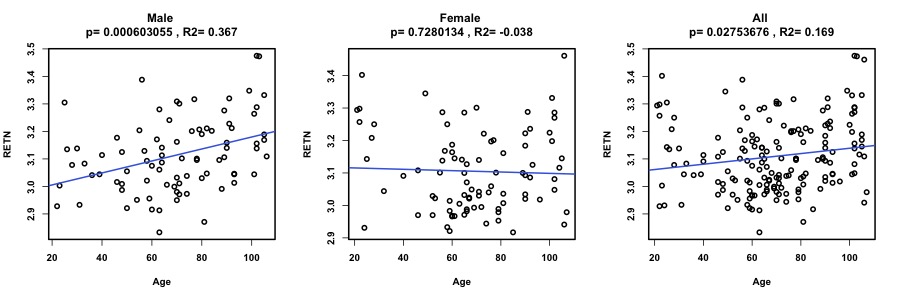 Male
p= 0.000603055 , R2= 0.367
RETN
3.5
3.4
3.3
3.2
3.1
3.0
2.9
20 40 60 80 100
Age
Female
p= 0.7280134 , R2= -0.038
RETN
3.4
3.3
3.2
3.1
3.0
2.9
20 40 60 80 100
Age
All
p= 0.02753676 , R2= 0.169
RETN
3.5
3.4
3.3
3.2
3.1
3.0
2.9
20 40 60 80 100
Age